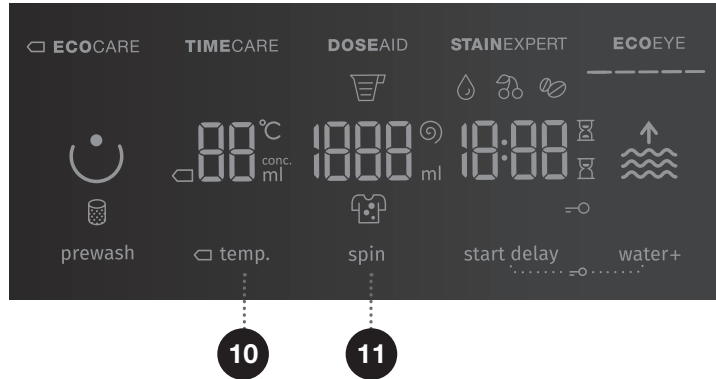 ECOCARE TIMECARE DOSEAID STAINEXPERT ECOEYE
88 °C 1888 18:88
conc.
ml ml
prewash temp. spin start delay water+
10 11